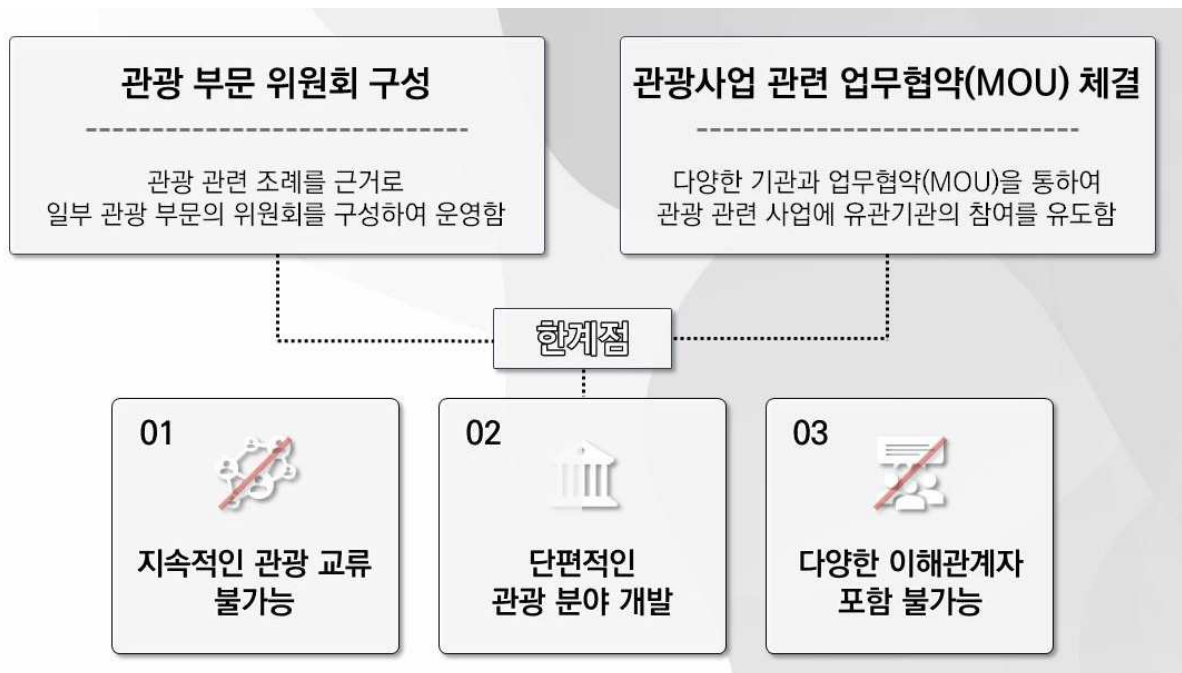 관광 부문 위원회 구성
관광 관련 조례를 근거로
일부 관광 부문의 위원회를 구성하여 운영함
관광사업 관련 업무협약(MOU) 체결
다양한 기관과 업무협약(MOU)을 통하여
관광 관련 사업에 유관기관의 참여를 유도함
한계점
01
지속적인 관광 교류
불가능
02
단편적인
관광 분야 개발
03
다양한 이해관계자
포함 불가능